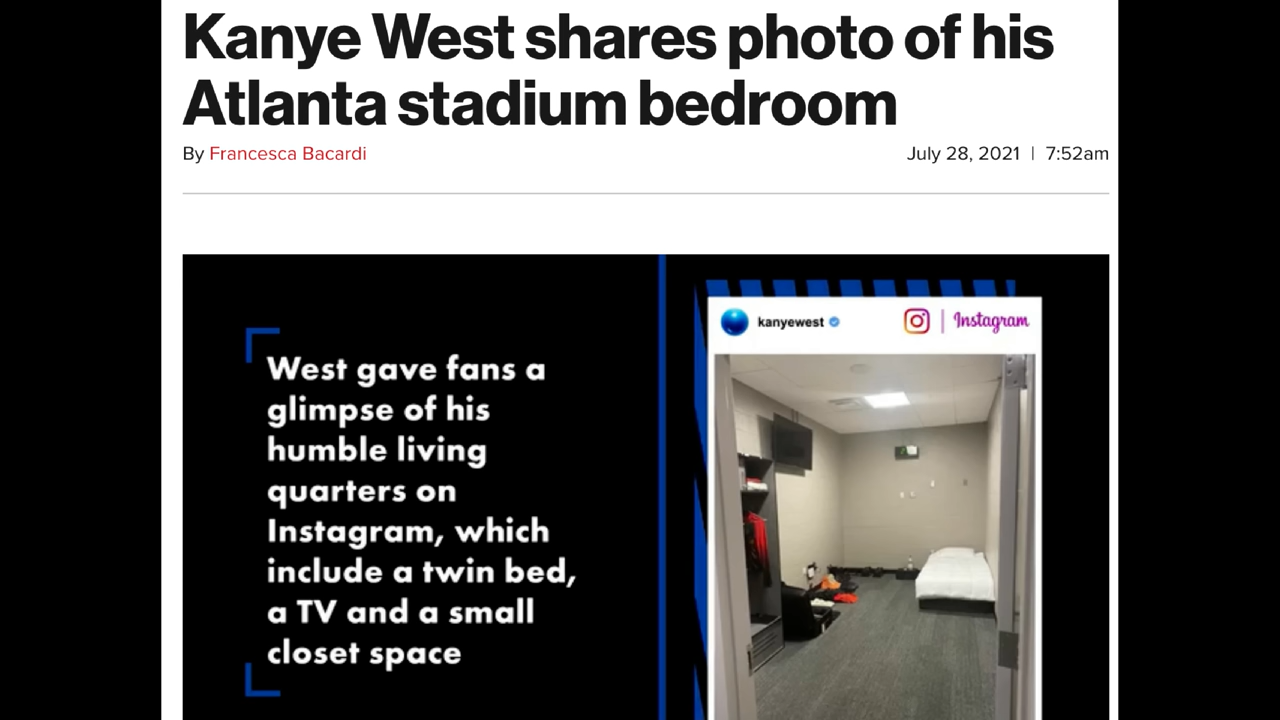 Kanye West shares photo of his
Atlanta stadium bedroom
By Francesca Bacardi July 28, 2021 | 7:52am
West gave fans a
glimpse of his
humble living
quarters on
Instagram, which
include a twin bed,
a TV and a small
closet space
kanyewest
Instagram